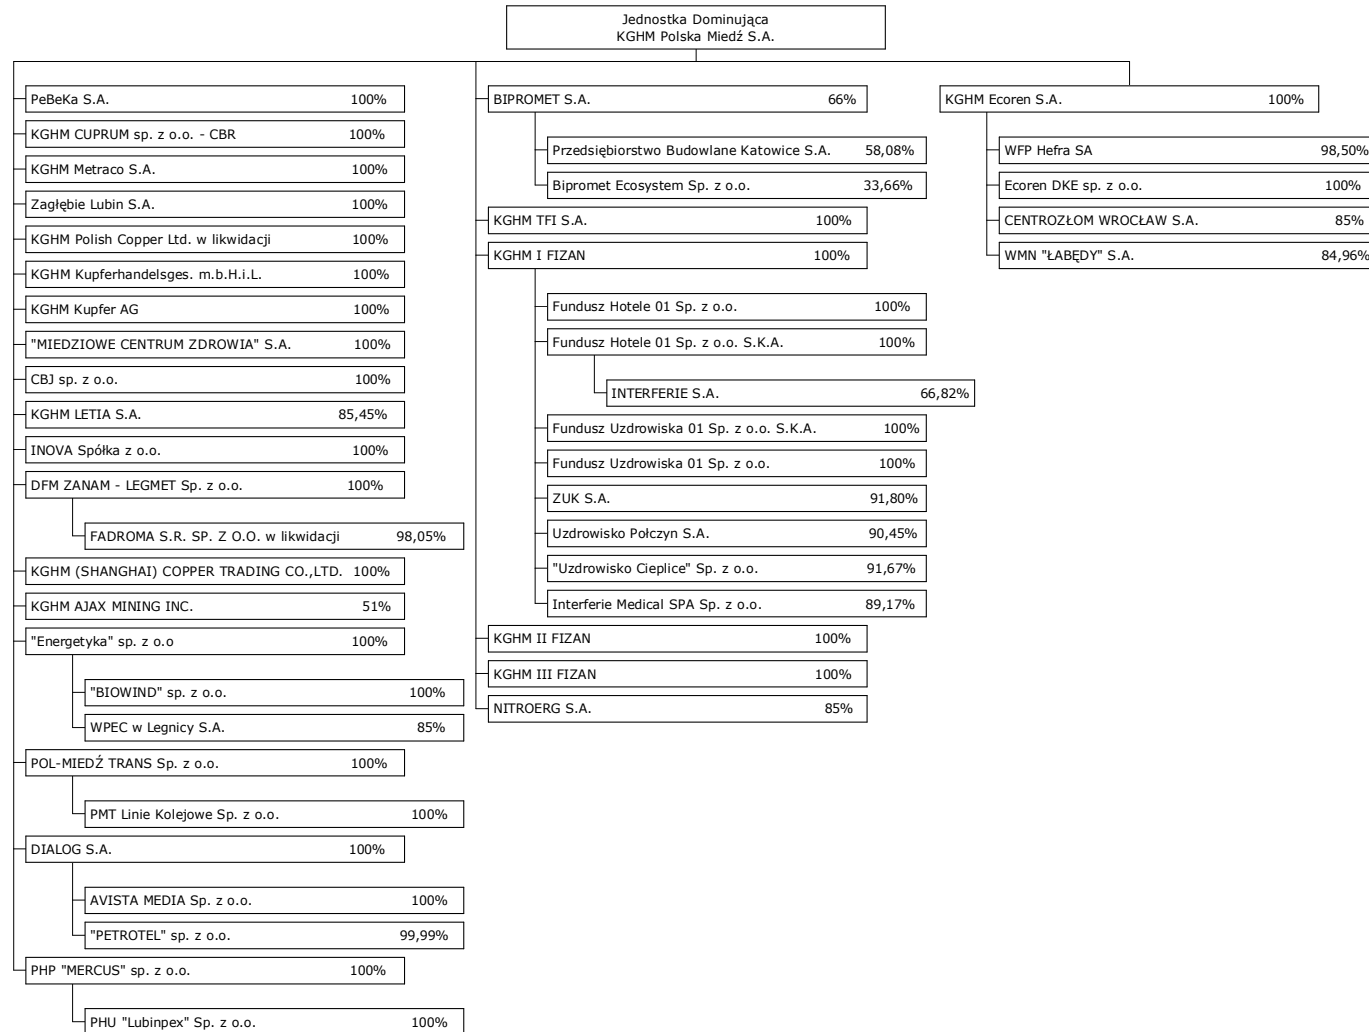 Jednostka Dominująca
KGHM Polska Miedź S.A.
PeBeKa S.A. 100%
KGHM CUPRUM sp. z o.o. - CBR 100%
KGHM Metraco S.A. 100%
Zagłębie Lubin S.A. 100%
KGHM Polish Copper Ltd. w likwidacji 100%
KGHM Kupferhandelsges. m.b.H.i.L. 100%
KGHM Kupfer AG 100%
"MIEDZIOWE CENTRUM ZDROWIA" S.A. 100%
CBJ sp. z o.o. 100%
KGHM LETIA S.A. 85,45%
INOVA Spółka z o.o. 100%
DFM ZANAM - LEGMET Sp. z o.o. 100%
FADROMA S.R. SP. Z O.O. w likwidacji 98,05%
KGHM (SHANGHAI) COPPER TRADING CO.,LTD. 100%
KGHM AJAX MINING INC. 51%
"Energetyka" sp. z o.o 100%
"BIOWIND" sp. z o.o. 100%
WPEC w Legnicy S.A. 85%
POL-MIEDŹ TRANS Sp. z o.o. 100%
PMT Linie Kolejowe Sp. z o.o. 100%
DIALOG S.A. 100%
AVISTA MEDIA Sp. z o.o. 100%
"PETROTEL" sp. z o.o. 99,99%
PHP "MERCUS" sp. z o.o. 100%
PHU "Lubinpex" Sp. z o.o. 100%
BIPROMET S.A. 66%
Przedsiębiorstwo Budowlane Katowice S.A. 58,08%
Bipromet Ecosystem Sp. z o.o. 33,66%
KGHM TFI S.A. 100%
KGHM I FIZAN 100%
Fundusz Hotele 01 Sp. z o.o. 100%
Fundusz Hotele 01 Sp. z o.o. S.K.A. 100%
INTERFERIE S.A. 66,82%
Fundusz Uzdrowiska 01 Sp. z o.o. S.K.A. 100%
Fundusz Uzdrowiska 01 Sp. z o.o. 100%
ZUK S.A. 91,80%
Uzdrowisko Połczyn S.A. 90,45%
"Uzdrowisko Cieplice" Sp. z o.o. 91,67%
Interferie Medical SPA Sp. z o.o. 89,17%
KGHM II FIZAN 100%
KGHM III FIZAN 100%
NITROERG S.A. 85%
KGHM Ecoren S.A. 100%
WFP Hefra SA 98,50%
Ecoren DKE sp. z o.o. 100%
CENTROZŁOM WROCŁAW S.A. 85%
WMN "ŁABĘDY" S.A. 84,96%